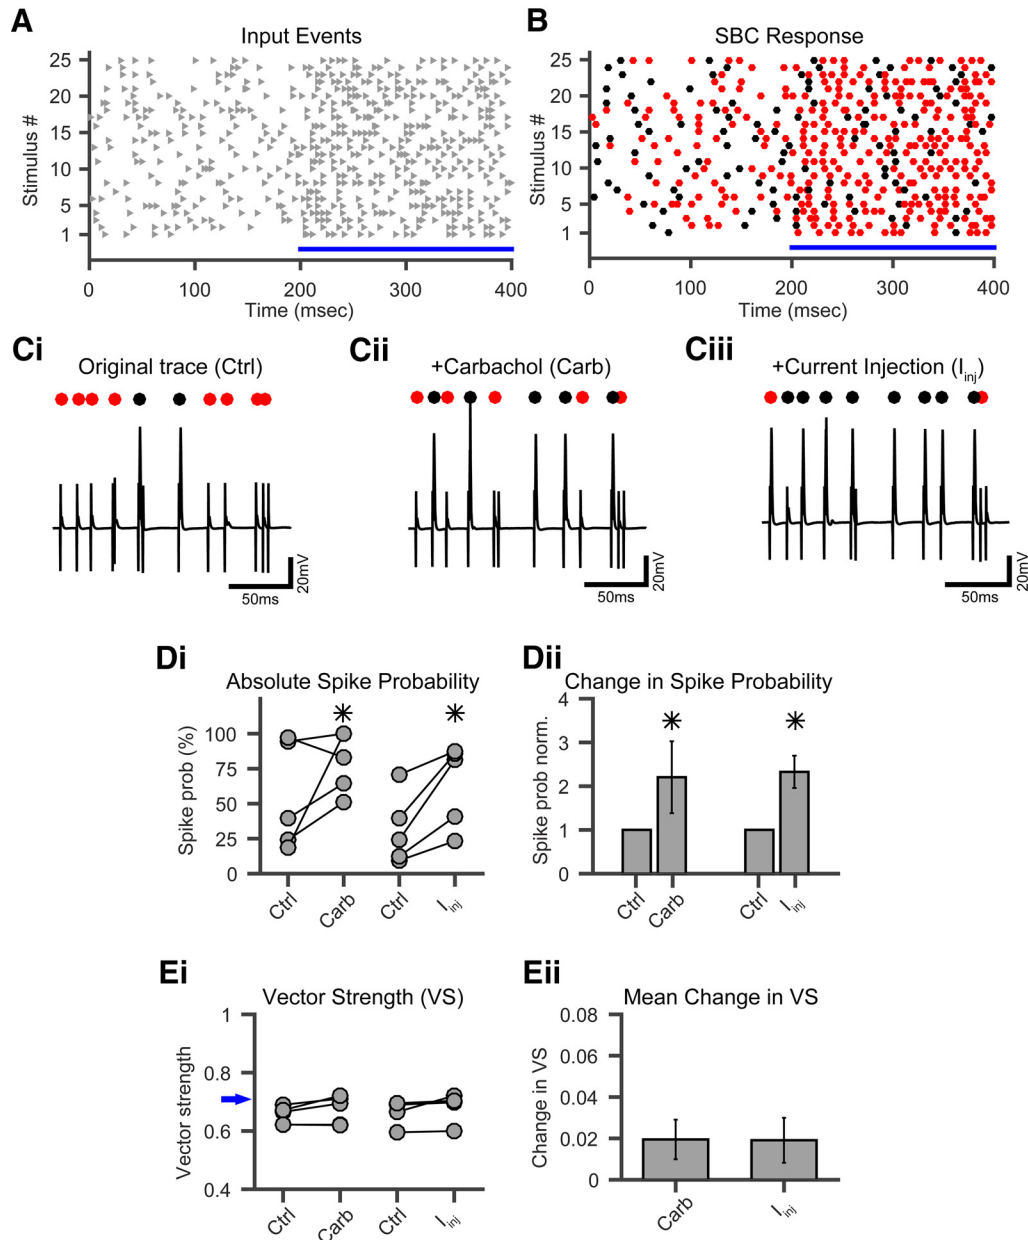 A
Input Events
Stimulus #
25
20
15
10
5
1
0
100
200
300
400
Time (msec)
B
SBC Response
Stimulus #
25
20
15
10
5
1
0
100
200
300
400
Time (msec)
Ci
Original trace (Ctrl)
50ms
20mV
Cii
+Carbachol (Carb)
50ms
20mV
Ciii
+Current Injection (Iinj)
50ms
20mV
Di
Absolute Spike Probability
Spike prob (%)
100
75
50
25
0
Ctrl
Carb
Ctrl
Iinj
Dii
Change in Spike Probability
Spike prob norm.
4
3
2
1
0
Ctrl
Carb
Ctrl
Iinj
Ei
Vector Strength (VS)
Vector strength
1
0.8
0.6
0.4
Ctrl
Carb
Ctrl
Iinj
Eii
Mean Change in VS
Change in VS
0.08
0.06
0.04
0.02
0
Carb
Iinj